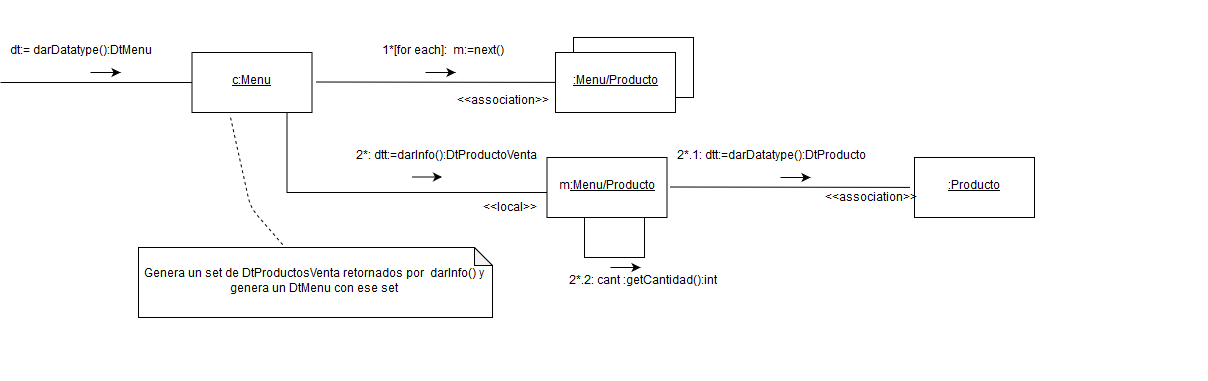 dt:= darDatatype():DtMenu
1*[for each]:  m:=next()
c:Menu
:Menu/Producto
<<association>>
2*: dtt:=darInfo():DtProductoVenta
2*.1: dtt:=darDatatype():DtProducto
m:Menu/Producto
:Producto
<<local>>
<<association>>
Genera un set de DtProductosVenta retornados por  darInfo() y
genera un DtMenu con ese set
2*.2: cant :getCantidad():int